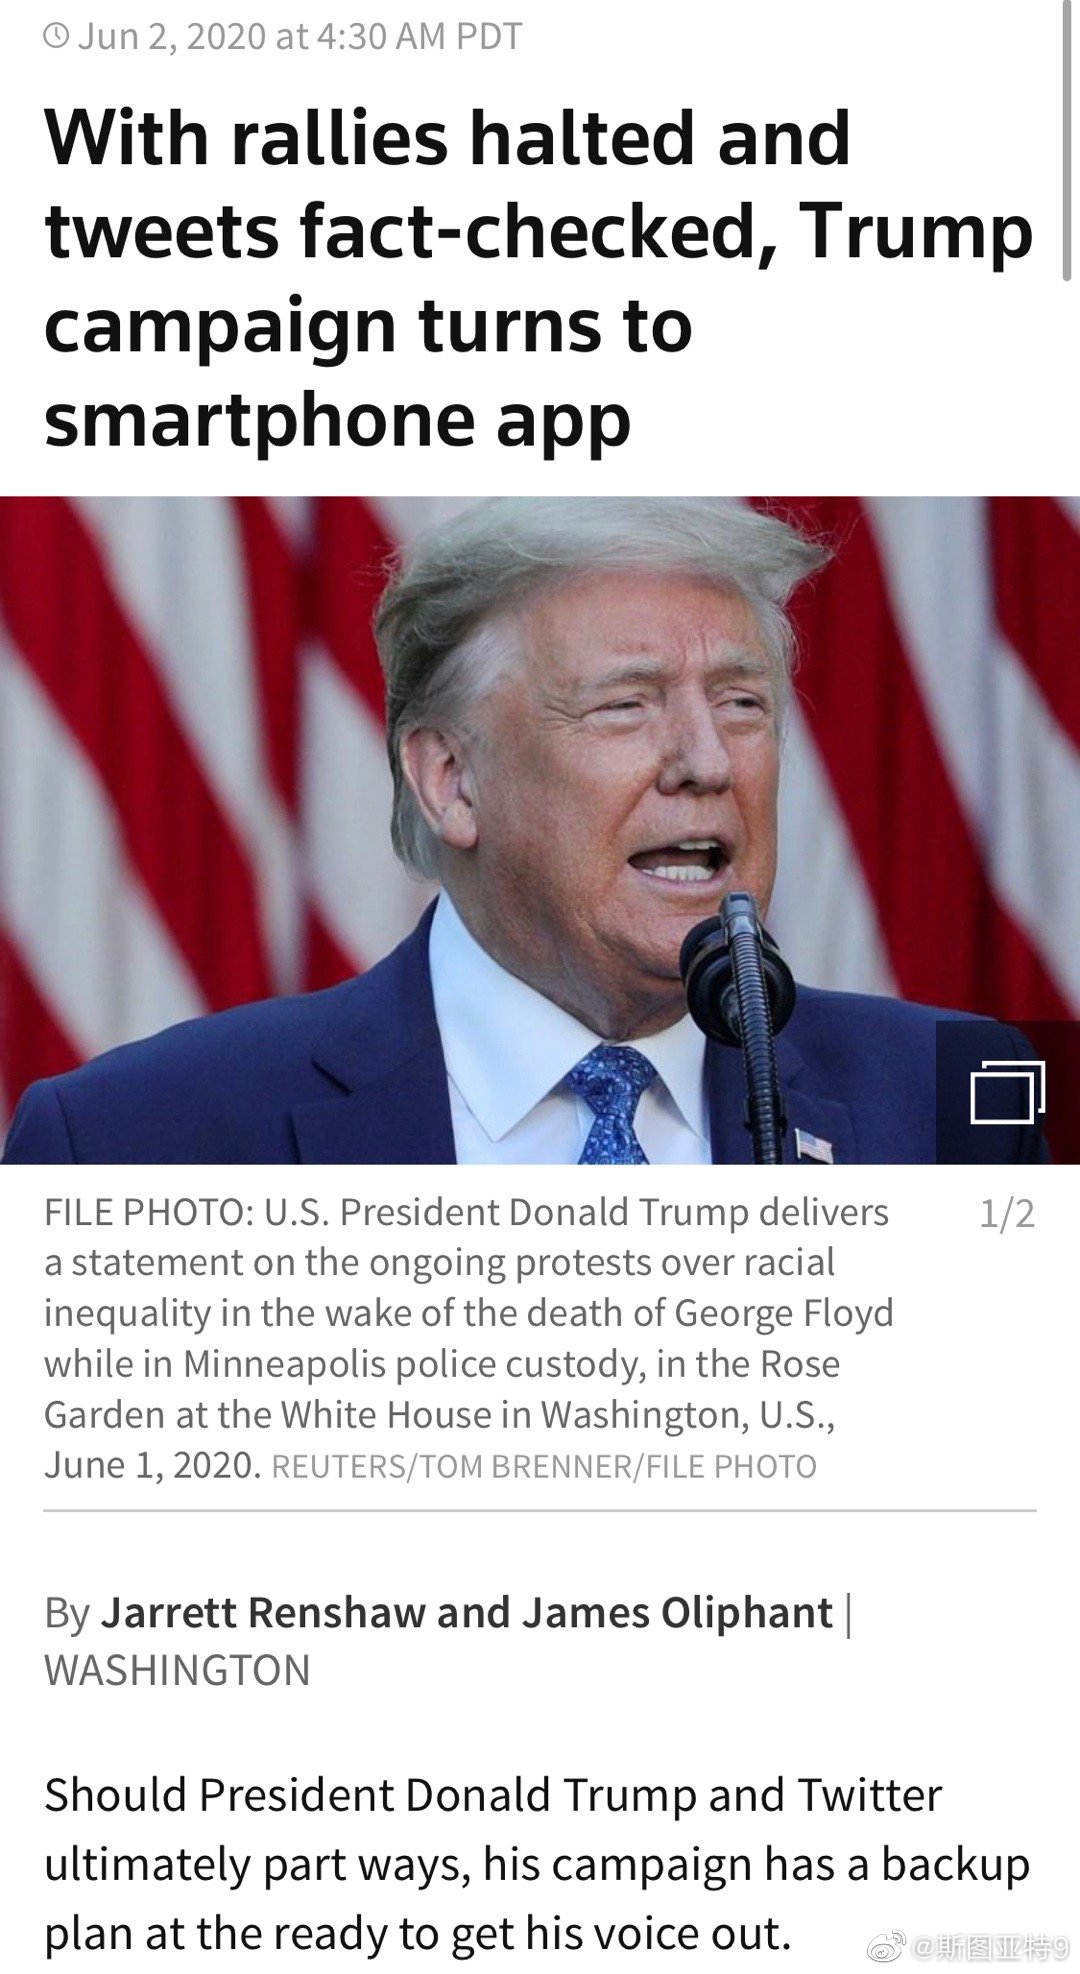 Jun 2, 2020 at 4:30 AM PDT
With rallies halted and
tweets fact-checked, Trump
campaign turns to
smartphone app
FILE PHOTO: U.S. President Donald Trump delivers
a statement on the ongoing protests over racial
inequality in the wake of the death of George Floyd
while in Minneapolis police custody, in the Rose
Garden at the White House in Washington, U.S.,
June 1, 2020. REUTERS/TOM BRENNER/FILE PHOTO
1/2
By Jarrett Renshaw and James Oliphant |
WASHINGTON
Should President Donald Trump and Twitter
ultimately part ways, his campaign has a backup
plan at the ready to get his voice out.
@斯图亚特9